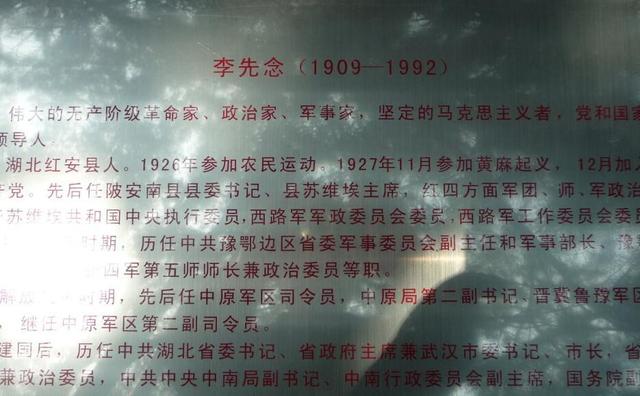 李先念（1909—1992）
伟大的无产阶级革命家、政治家、军事家，坚定的马克思主义者，党和国家
领导人。
湖北红安县人。1926年参加农民运动。1927年11月参加黄麻起义，12月加入
产党。先后任陂安南县县委书记、县苏维埃主席，红四方面军团、师、军政治
苏维埃共和国中央执行委员，西路军军政委员会委员，西路军工作委员会委员
时期，历任中共豫鄂边区省委军事委员会副主任和军事部长、豫
四军第五师师长兼政治委员等职。
解放 时期，先后任中原军区司令员，中原局第二副书记、晋冀鲁豫军区
，继任中原军区第二副司令员。
建国后，历任中共湖北省委书记、省政府主席兼武汉市委书记、市长，省
兼政治委员，中共中央中南局副书记、中南行政委员会副主席，国务院副